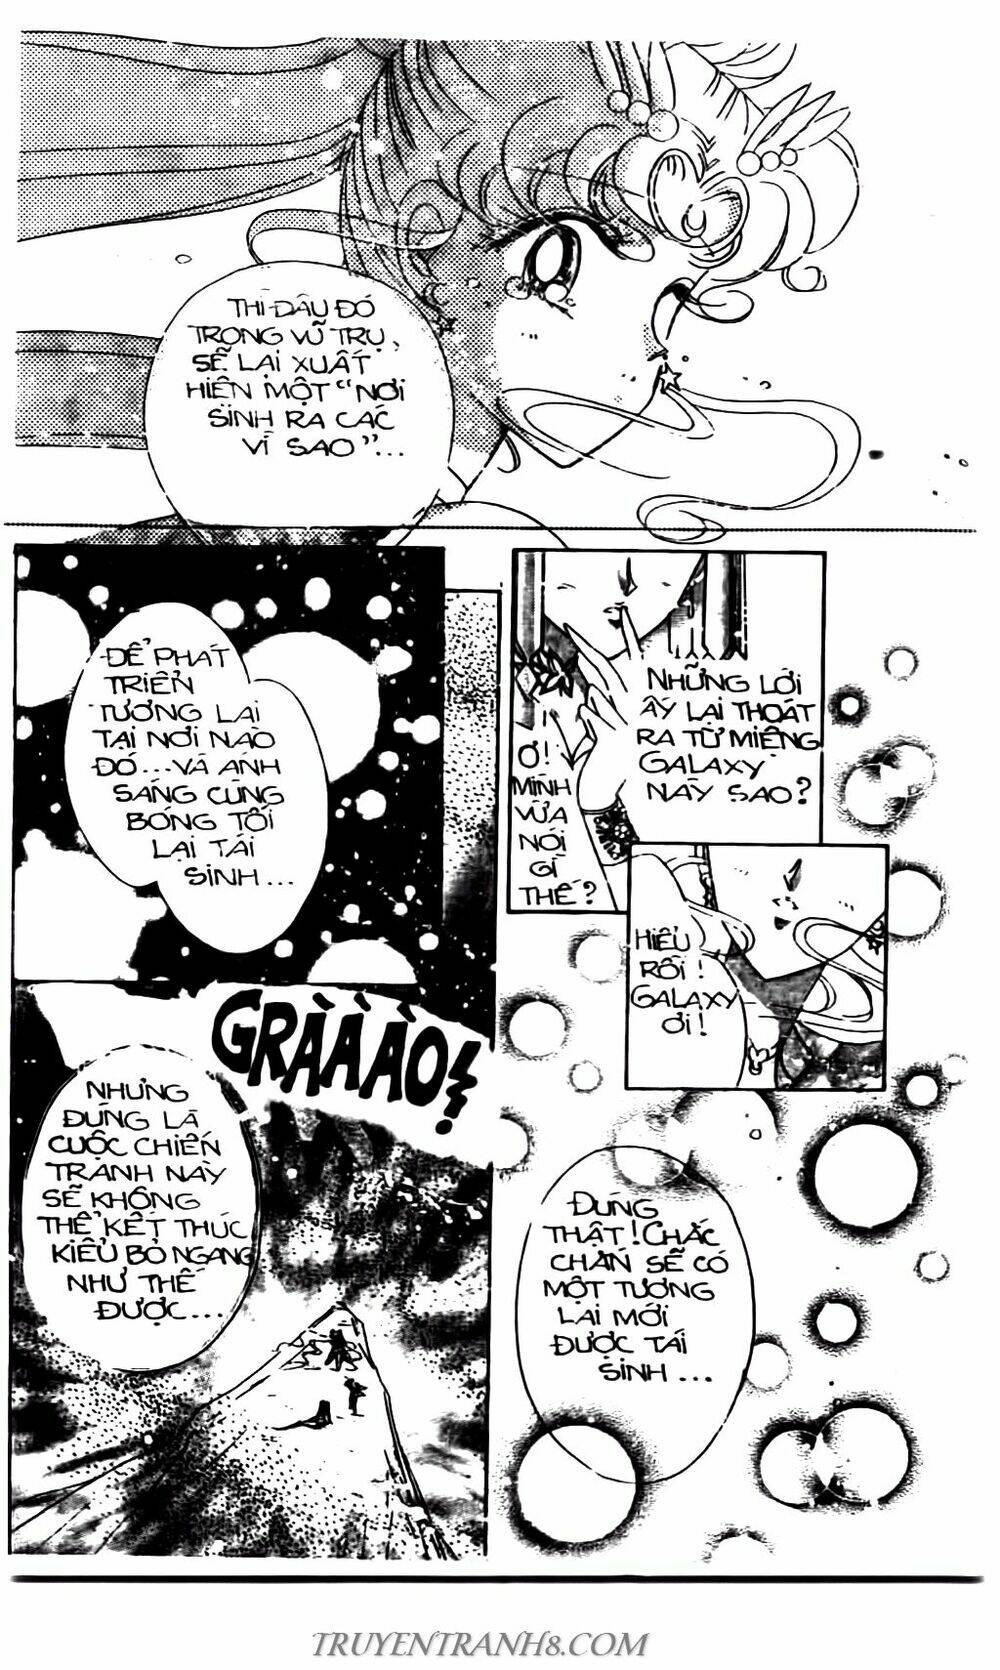 THÌ ĐÂU ĐÓ
TRONG VŨ TRỤ,
SẼ LẠI XUẤT
HIỆN MỘT "NƠI
SINH RA CÁC
VÌ SAO"...
NHỮNG LỜI
ẤY LẠI THOÁT
RA TỪ MIỆNG
GALAXY
NÀY SAO?
Ơ!
MÌNH
VỪA
NÓI
GÌ
THẾ?
ĐỂ PHÁT
TRIỂN
TƯƠNG LAI
TẠI NƠI NÀO
ĐÓ... VÀ ÁNH
SÁNG CÙNG
BÓNG TỐI
LẠI TÁI
SINH...
HIỂU
RỒI!
GALAXY
ƠI!
GRÀÀÀO!
NHƯNG
ĐÚNG LÀ
CUỘC CHIẾN
TRANH NÀY
SẼ KHÔNG
THỂ KẾT THÚC
KIỂU BỎ NGANG
NHƯ THẾ
ĐƯỢC...
ĐÚNG
THẬT! CHẮC
CHẮN SẼ CÓ
MỘT TƯƠNG
LAI MỚI
ĐƯỢC TÁI
SINH...
TRUYENTRANH8.COM